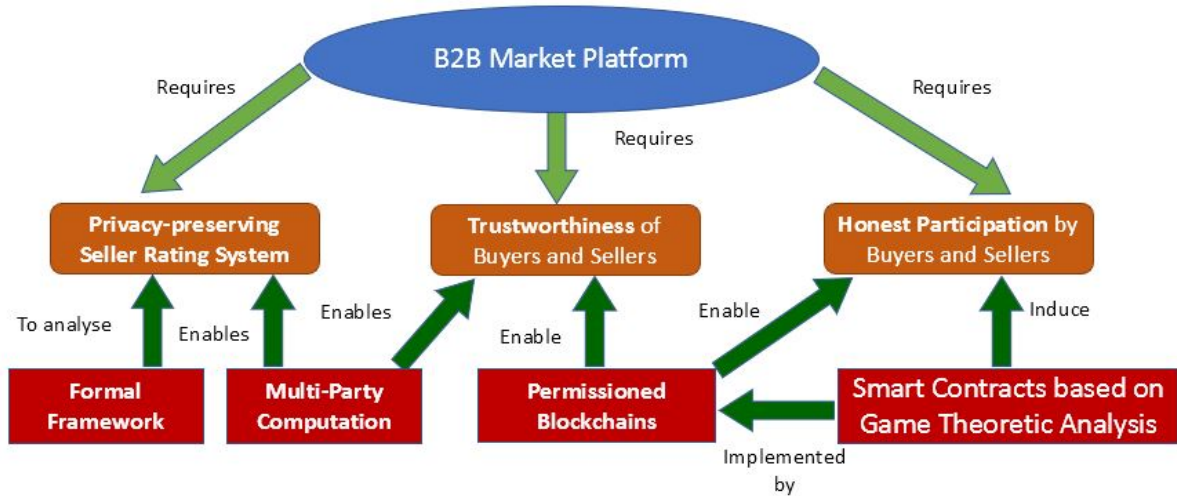 B2B Market Platform
Requires
Requires
Requires
Privacy-preserving
Seller Rating System
Trustworthiness of
Buyers and Sellers
Honest Participation by
Buyers and Sellers
To analyse
Enables
Enables
Enable
Enable
Induce
Formal
Framework
Multi-Party
Computation
Permissioned
Blockchains
Smart Contracts based on
Game Theoretic Analysis
Implemented
by